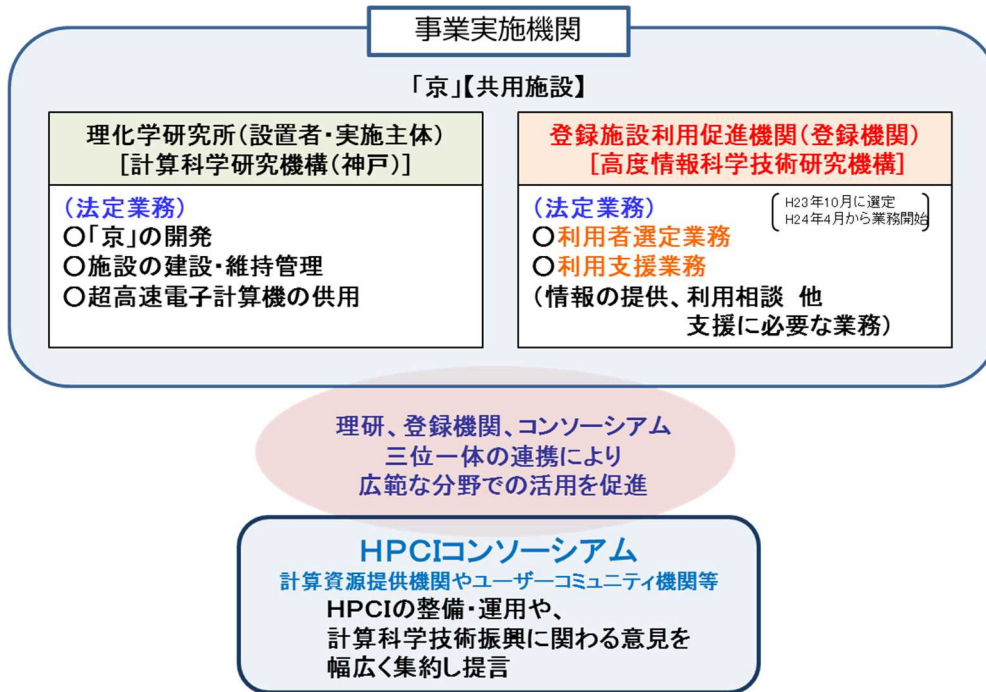 事業実施機関
「京」【共用施設】
理化学研究所(設置者・実施主体)
[計算科学研究機構(神戸)]
(法定業務)
○「京」の開発
○施設の建設・維持管理
○超高速電子計算機の供用
登録施設利用促進機関(登録機関)
[高度情報科学技術研究機構]
(法定業務)
H23年10月に選定
H24年4月から業務開始
○利用者選定業務
○利用支援業務
(情報の提供、利用相談 他
支援に必要な業務)
理研、登録機関、コンソーシアム
三位一体の連携により
広範な分野での活用を促進
HPCIコンソーシアム
計算資源提供機関やユーザーコミュニティ機関等
HPCIの整備・運用や、
計算科学技術振興に関わる意見を
幅広く集約し提言